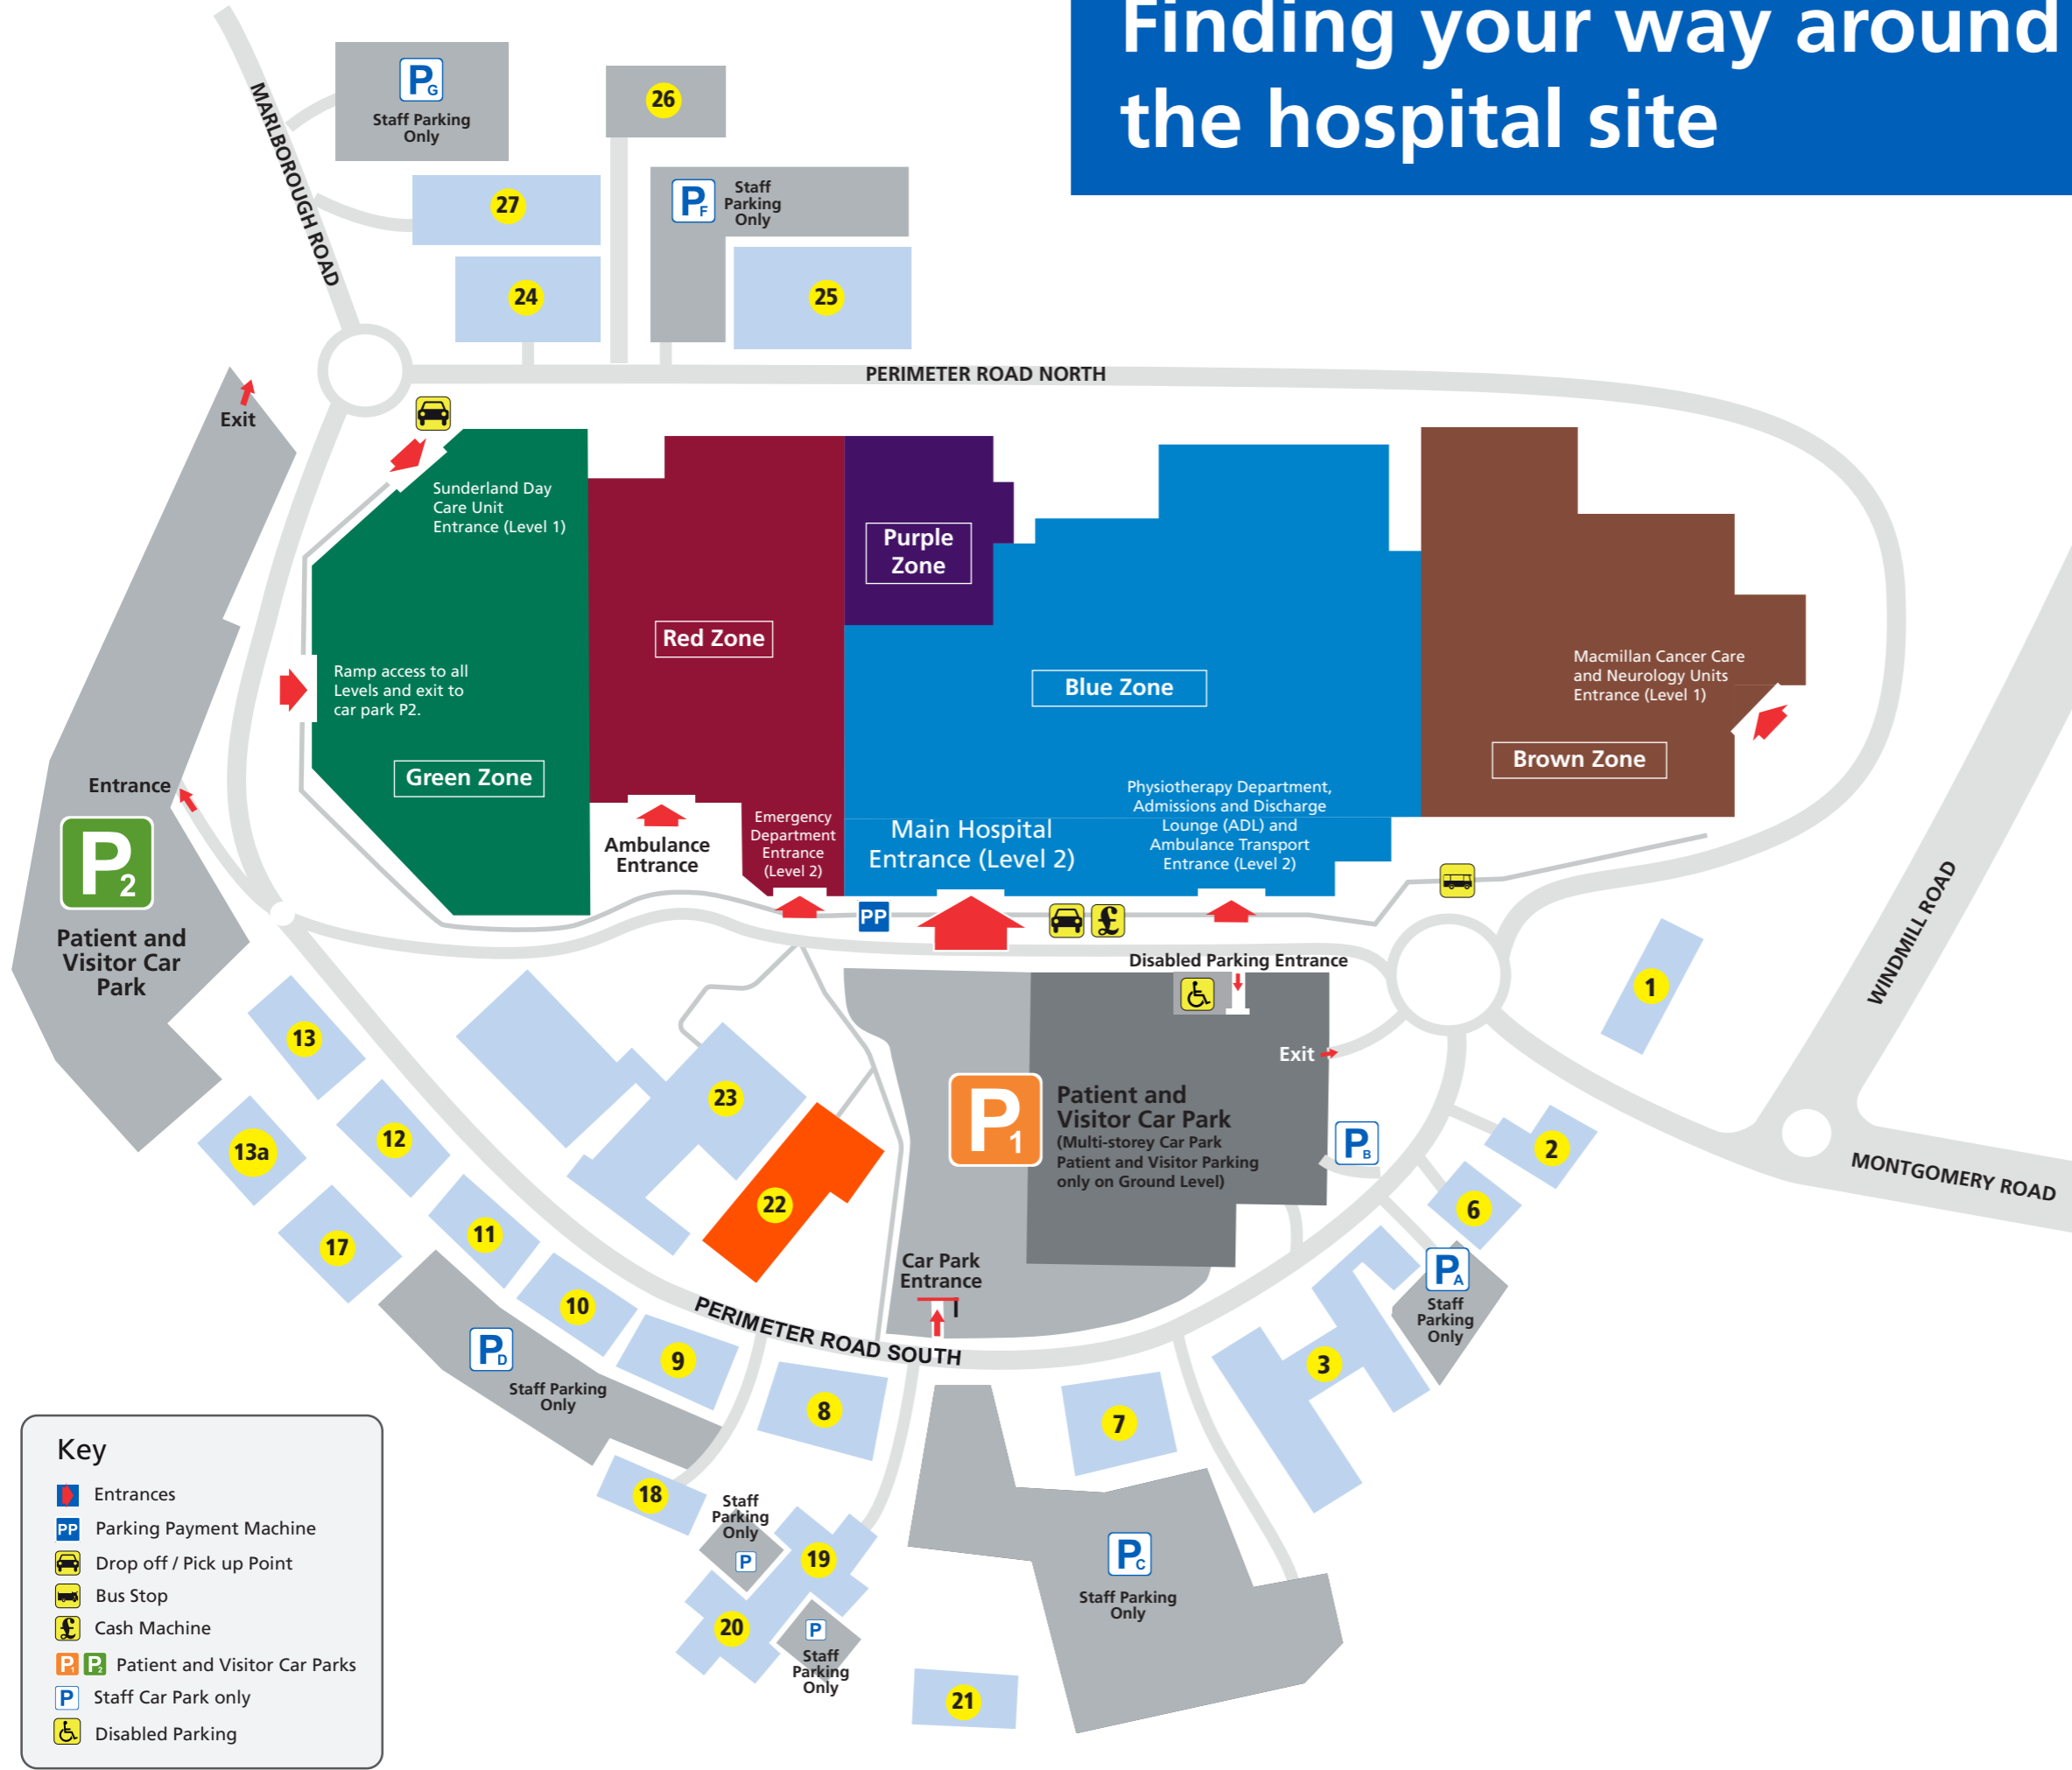 Finding your way around
the hospital site
MARLBOROUGH ROAD
PG
Staff Parking
Only
26
27
PF
Staff
Parking
Only
24
25
PERIMETER ROAD NORTH
Exit
Sunderland Day
Care Unit
Entrance (Level 1)
Purple
Zone
Red Zone
Ramp access to all
Levels and exit to
car park P2.
Blue Zone
Macmillan Cancer Care
and Neurology Units
Entrance (Level 1)
Green Zone
Brown Zone
Entrance
P2
Patient and
Visitor Car
Park
Ambulance
Entrance
Emergency
Department
Entrance
(Level 2)
Main Hospital
Entrance (Level 2)
Physiotherapy Department,
Admissions and Discharge
Lounge (ADL) and
Ambulance Transport
Entrance (Level 2)
PP
£
WINDMILL ROAD
Disabled Parking Entrance
1
Exit
13
12
13a
23
P1
Patient and
Visitor Car Park
(Multi-storey Car Park
Patient and Visitor Parking
only on Ground Level)
PB
2
MONTGOMERY ROAD
6
22
11
17
10
Car Park
Entrance
PA
Staff
Parking
Only
PERIMETER ROAD SOUTH
PD
Staff Parking
Only
9
3
8
7
18
Staff
Parking
Only
P
19
PC
Staff Parking
Only
20
P
Staff
Parking
Only
21
Key
Entrances
PP Parking Payment Machine
Drop off / Pick up Point
Bus Stop
£ Cash Machine
P1 P2 Patient and Visitor Car Parks
P Staff Car Park only
Disabled Parking